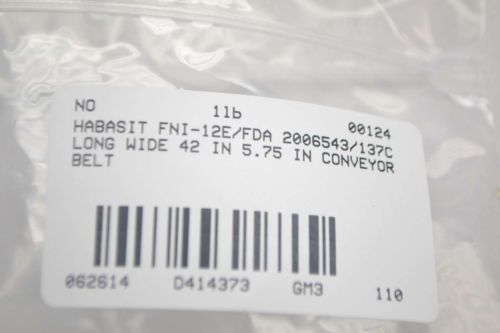 NO 1lb 00124
HABASIT FNI-12E/FDA 2006543/137C
LONG WIDE 42 IN 5.75 IN CONVEYOR
BELT
062614 D414373 GM3 110